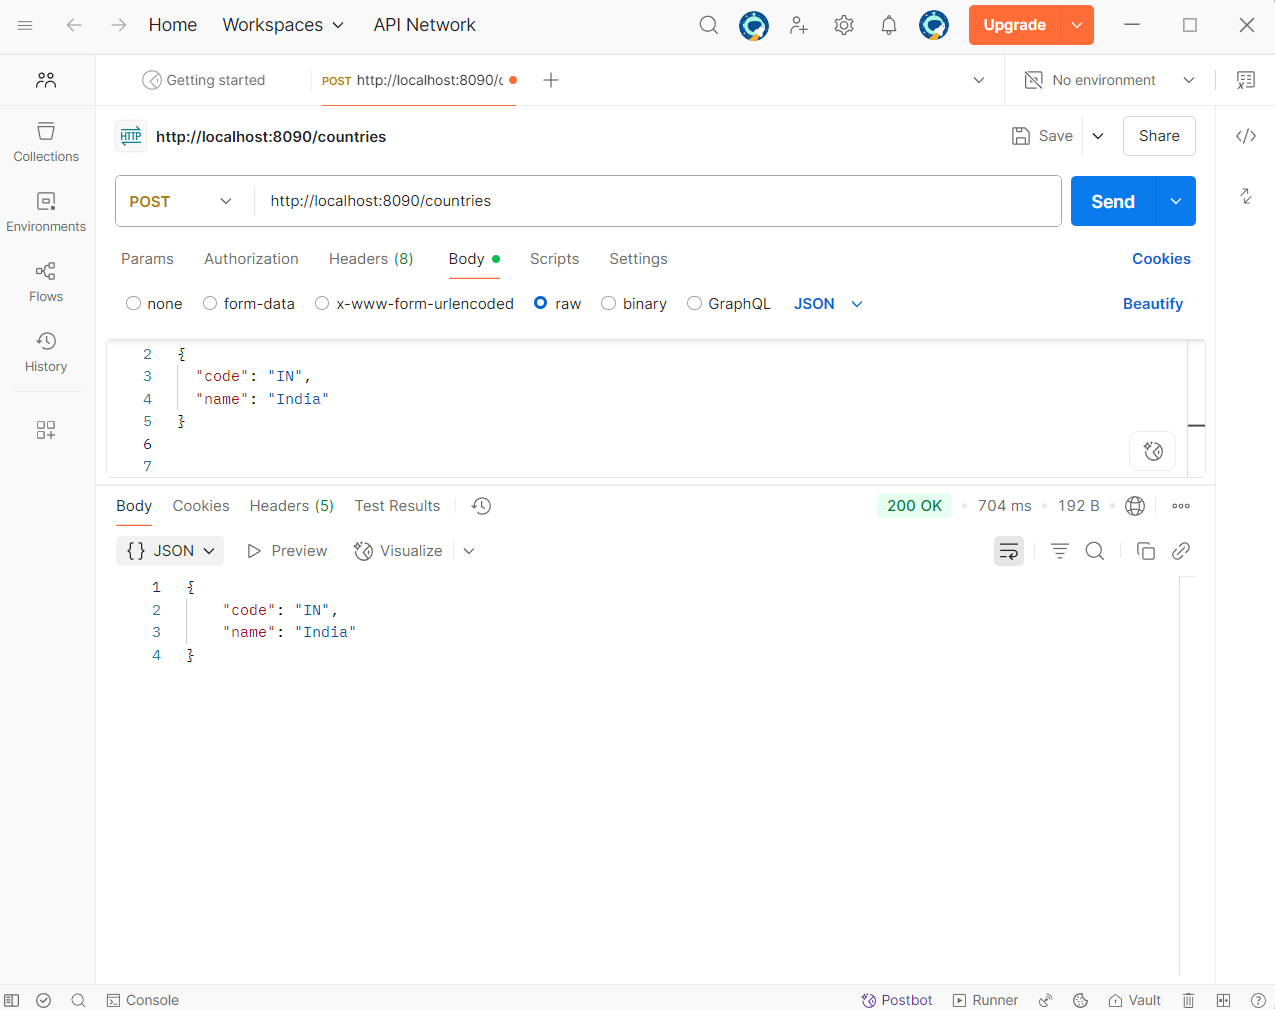 Home Workspaces API Network Upgrade
Getting started POST http://localhost:8090/c No environment
HTTP http://localhost:8090/countries Save Share
Collections
POST http://localhost:8090/countries Send
Environments
Params Authorization Headers (8) Body Scripts Settings Cookies
Flows
none form-data x-www-form-urlencoded raw binary GraphQL JSON Beautify
History
2 {
3 "code": "IN",
4 "name": "India"
5 }
6
7
Body Cookies Headers (5) Test Results 200 OK 704 ms 192 B
{} JSON Preview Visualize
1 {
2 "code": "IN",
3 "name": "India"
4 }
Console Postbot Runner Vault